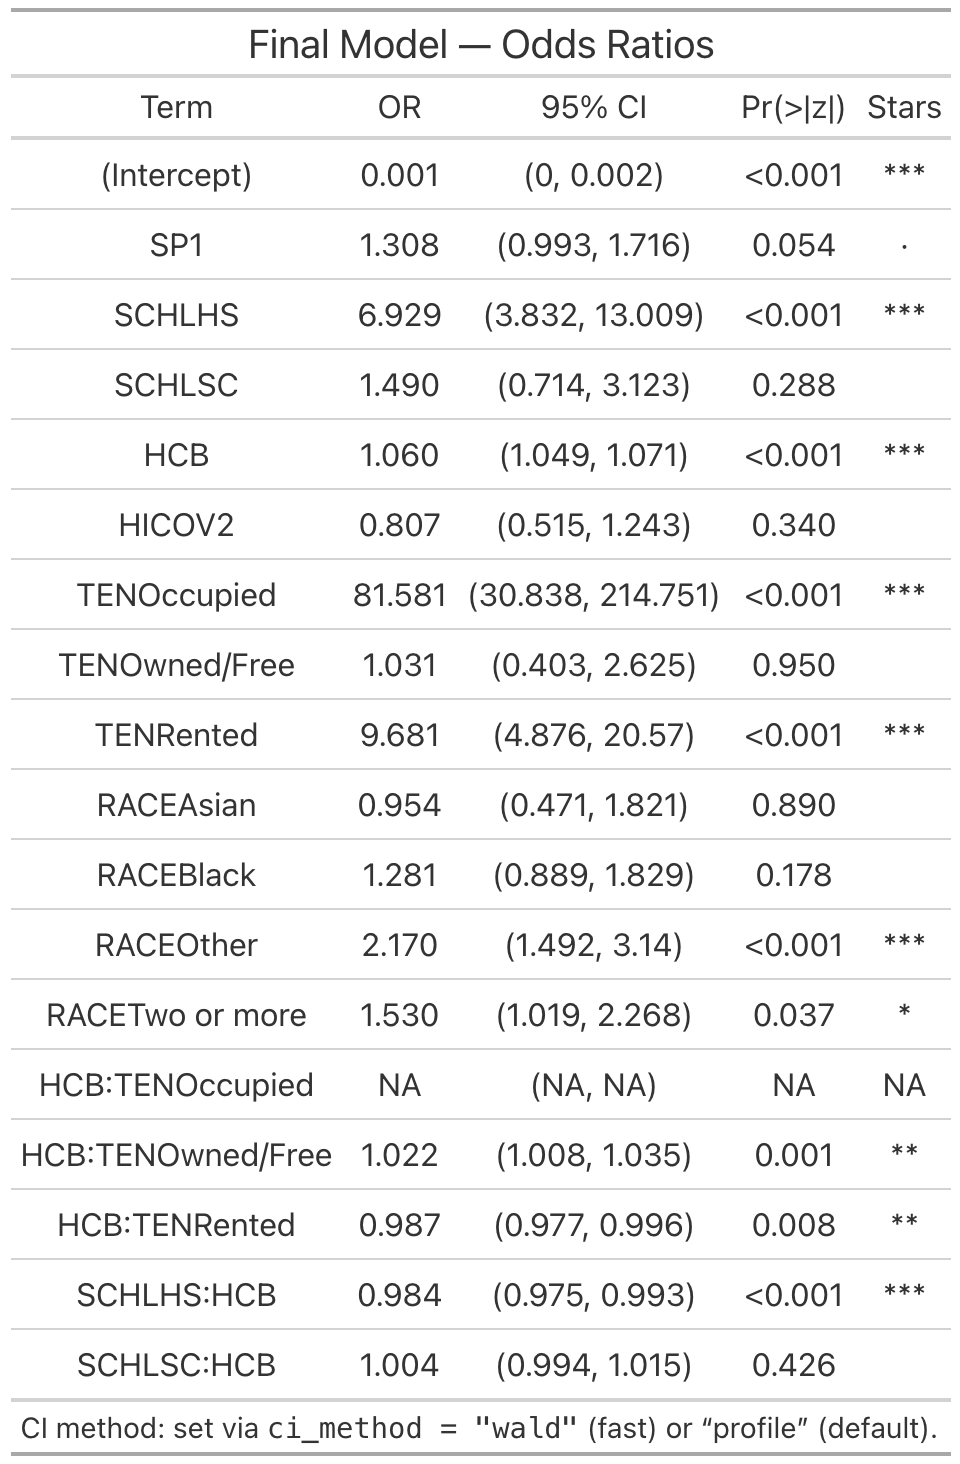 Final Model — Odds Ratios
Term OR 95% CI Pr(>|z|) Stars
(Intercept) 0.001 (0, 0.002) <0.001 ***
SP1 1.308 (0.993, 1.716) 0.054 .
SCHLHS 6.929 (3.832, 13.009) <0.001 ***
SCHLSC 1.490 (0.714, 3.123) 0.288
HCB 1.060 (1.049, 1.071) <0.001 ***
HICOV2 0.807 (0.515, 1.243) 0.340
TENOccupied 81.581 (30.838, 214.751) <0.001 ***
TENOwned/Free 1.031 (0.403, 2.625) 0.950
TENRented 9.681 (4.876, 20.57) <0.001 ***
RACEAsian 0.954 (0.471, 1.821) 0.890
RACEBlack 1.281 (0.889, 1.829) 0.178
RACEOther 2.170 (1.492, 3.14) <0.001 ***
RACETwo or more 1.530 (1.019, 2.268) 0.037 *
HCB:TENOccupied NA (NA, NA) NA NA
HCB:TENOwned/Free 1.022 (1.008, 1.035) 0.001 **
HCB:TENRented 0.987 (0.977, 0.996) 0.008 **
SCHLHS:HCB 0.984 (0.975, 0.993) <0.001 ***
SCHLSC:HCB 1.004 (0.994, 1.015) 0.426
CI method: set via ci_method = "wald" (fast) or “profile” (default).